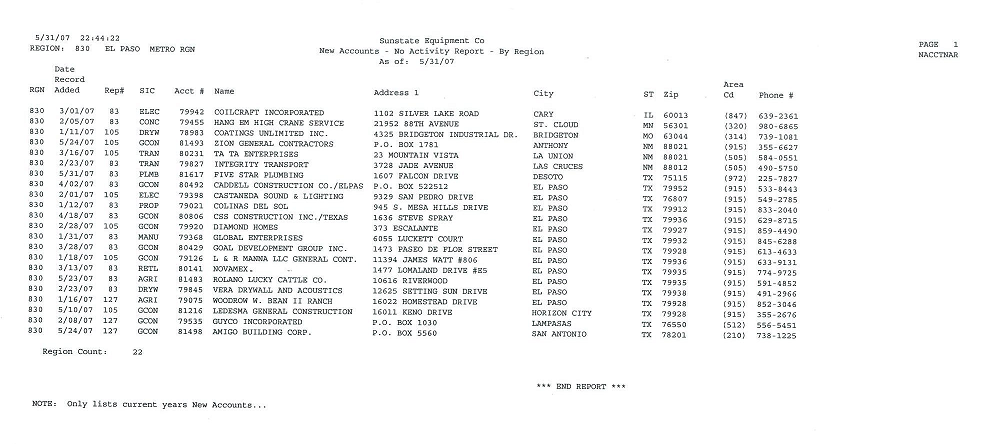 5/31/07 22:44:22 Sunstate Equipment Co PAGE 1
REGION: 830 EL PASO METRO RGN New Accounts - No Activity Report - By Region NACCTNAR
As of: 5/31/07
Date
Record Area
RGN Added Rep# SIC Acct # Name Address 1 City ST Zip Cd Phone #
830 3/01/07 83 ELEC 79942 COILCRAFT INCORPORATED 1102 SILVER LAKE ROAD CARY IL 60013 (847) 639-2361
830 2/05/07 83 CONC 79455 HANG EM HIGH CRANE SERVICE 21952 88TH AVENUE ST. CLOUD MN 56301 (320) 980-6865
830 1/11/07 105 DRYW 78983 COATINGS UNLIMITED INC. 4325 BRIDGETON INDUSTRIAL DR. BRIDGETON MO 63044 (314) 739-1081
830 5/24/07 105 GCON 81493 ZION GENERAL CONTRACTORS P.O. BOX 1781 ANTHONY NM 88021 (915) 355-6627
830 3/16/07 105 TRAN 80231 TA TA ENTERPRISES 23 MOUNTAIN VISTA LA UNION NM 88021 (505) 584-0551
830 2/23/07 83 TRAN 79827 INTEGRITY TRANSPORT 3728 JADE AVENUE LAS CRUCES NM 88012 (505) 490-5750
830 5/31/07 83 PLMB 81617 FIVE STAR PLUMBING 1607 FALCON DRIVE DESOTO TX 75115 (972) 225-7827
830 4/02/07 83 GCON 80492 CADDELL CONSTRUCTION CO./ELPAS P.O. BOX 522512 EL PASO TX 79952 (915) 533-8443
830 2/01/07 105 ELEC 79398 CASTANEDA SOUND & LIGHTING 9329 SAN PEDRO DRIVE EL PASO TX 76807 (915) 549-2785
830 1/12/07 83 PROP 79021 COLINAS DEL SOL 945 S. MESA HILLS DRIVE EL PASO TX 79912 (915) 833-2040
830 4/18/07 83 GCON 80806 CSS CONSTRUCTION INC./TEXAS 1636 STEVE SPRAY EL PASO TX 79936 (915) 629-8715
830 2/28/07 105 GCON 79920 DIAMOND HOMES 373 ESCALANTE EL PASO TX 79927 (915) 859-4490
830 1/31/07 83 MANU 79368 GLOBAL ENTERPRISES 6055 LUCKETT COURT EL PASO TX 79932 (915) 845-6288
830 3/28/07 83 GCON 80429 GOAL DEVELOPMENT GROUP INC. 1473 PASEO DE FLOR STREET EL PASO TX 79928 (915) 613-4633
830 1/18/07 105 GCON 79126 L & R MANNA LLC GENERAL CONT. 11394 JAMES WATT #806 EL PASO TX 79936 (915) 633-9131
830 3/13/07 83 RETL 80141 NOVAMEX. 1477 LOMALAND DRIVE #E5 EL PASO TX 79935 (915) 774-9725
830 5/23/07 83 AGRI 81483 ROLANO LUCKY CATTLE CO. 10616 RIVERWOOD EL PASO TX 79935 (915) 591-4852
830 2/23/07 83 DRYW 79845 VERA DRYWALL AND ACOUSTICS 12625 SETTING SUN DRIVE EL PASO TX 79938 (915) 491-2966
830 1/16/07 127 AGRI 79075 WOODROW W. BEAN II RANCH 16022 HOMESTEAD DRIVE EL PASO TX 79928 (915) 852-3046
830 5/10/07 105 GCON 81216 LEDESMA GENERAL CONSTRUCTION 16011 KENO DRIVE HORIZON CITY TX 79928 (915) 355-2676
830 2/08/07 127 GCON 79535 GUYCO INCORPORATED P.O. BOX 1030 LAMPASAS TX 76550 (512) 556-5451
830 5/24/07 127 GCON 81498 AMIGO BUILDING CORP. P.O. BOX 5560 SAN ANTONIO TX 78201 (210) 738-1225
Region Count: 22
*** END REPORT ***
NOTE: Only lists current years New Accounts...